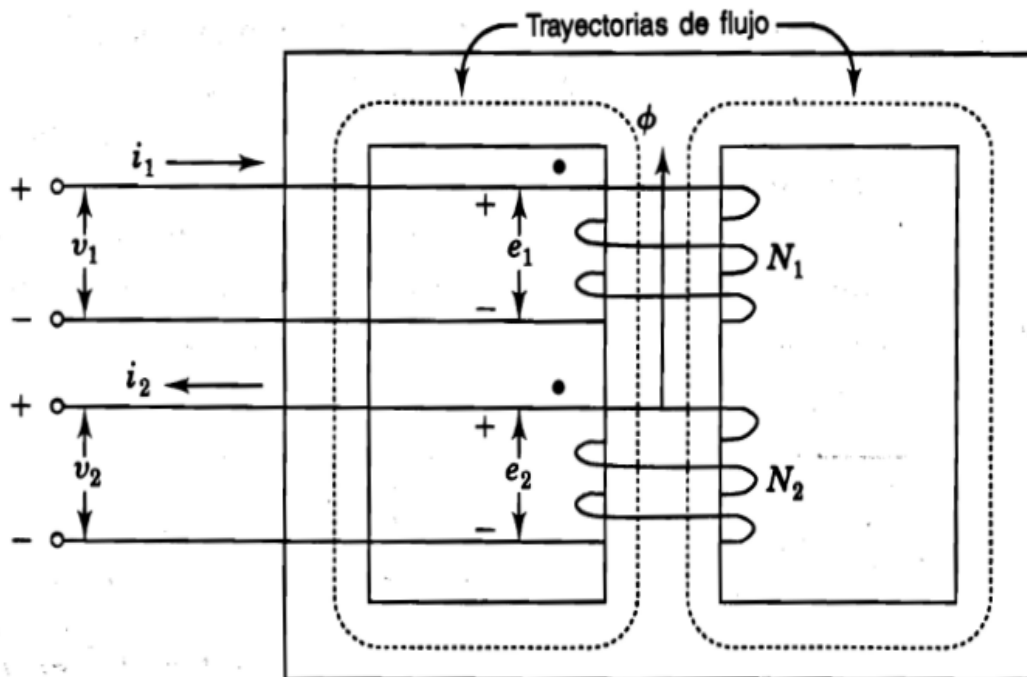 Trayectorias de flujo
ϕ
i₁
+
v₁
−
+
e₁
−
N₁
i₂
+
v₂
−
+
e₂
−
N₂